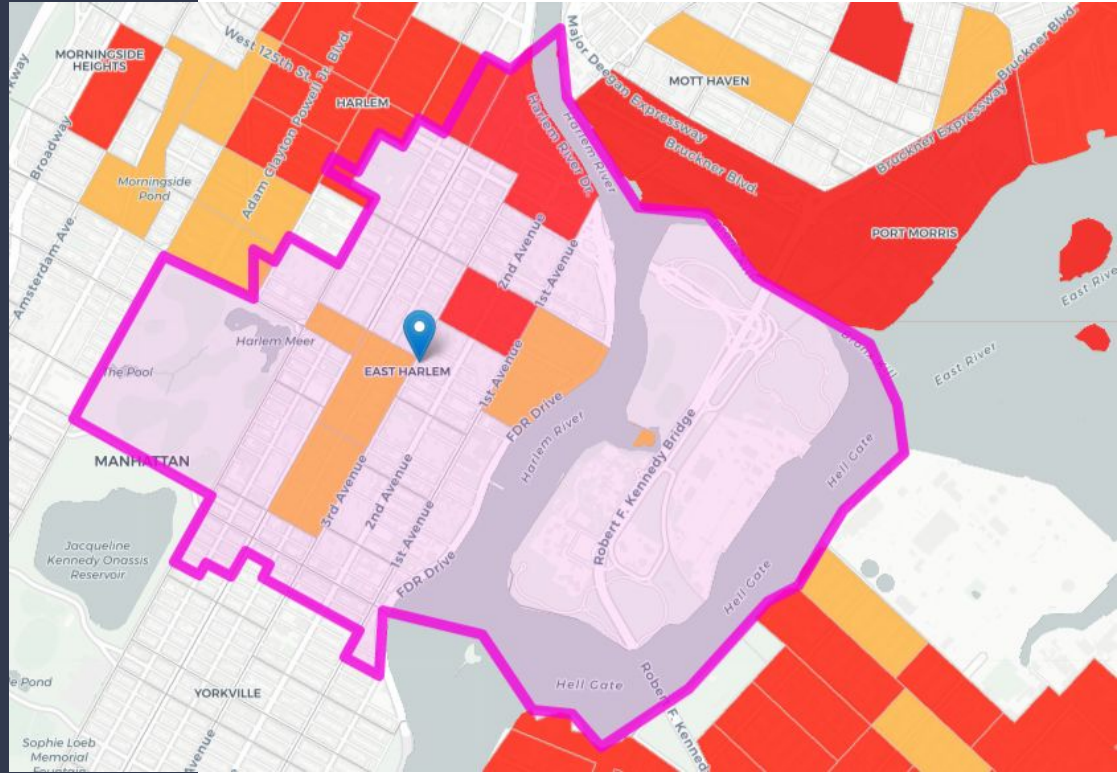 MORNINGSIDE
HEIGHTS
West 125th St.
Adam Clayton Powell Jr. Blvd.
HARLEM
Broadway
Morningside
Pond
Amsterdam Ave
Major Deegan Expressway
MOTT HAVEN
Bruckner Blvd.
Bruckner Expressway
Bruckner Blvd.
Harlem River
Harlem River Dr.
PORT MORRIS
East River
East River
2nd Avenue
1st Avenue
Harlem Meer
The Pool
EAST HARLEM
1st Avenue
FDR Drive
Harlem River
MANHATTAN
3rd Avenue
2nd Avenue
1st Avenue
FDR Drive
Robert F. Kennedy Bridge
Hell Gate
Hell Gate
Hell Gate
Jacqueline
Kennedy Onassis
Reservoir
YORKVILLE
Robert F. Kenned
Pond
Sophie Loeb
Memorial
Fountain